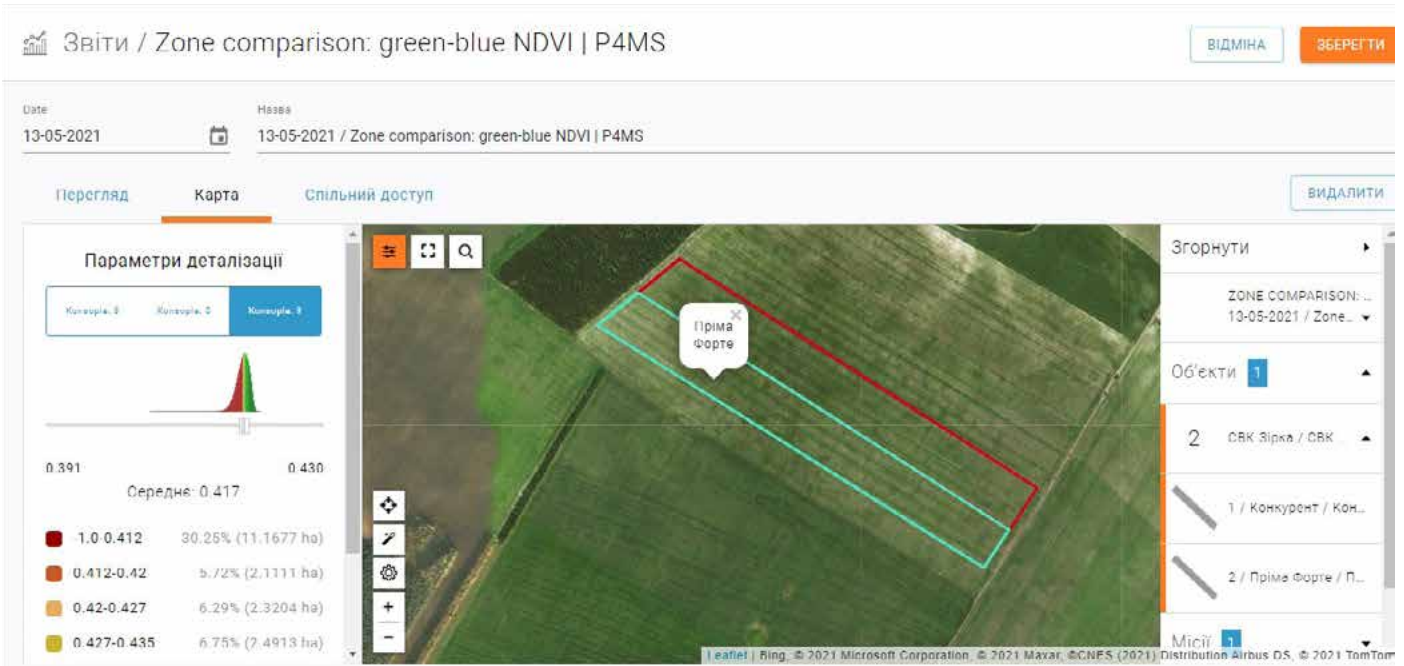 Звіти / Zone comparison: green-blue NDVI | P4MS
ВІДМІНА
ЗБЕРЕГТИ
Date
13-05-2021
Назва
13-05-2021 / Zone comparison: green-blue NDVI | P4MS
Перегляд
Карта
Спільний доступ
ВИДАЛИТИ
Параметри деталізації
0.391
0.430
Середнє: 0.417
-1.0-0.412 30.25% (11.1677 ha)
0.412-0.42 5.72% (2.1111 ha)
0.42-0.427 6.29% (2.3204 ha)
0.427-0.435 6.75% (2.4913 ha)
Пріма
Форте
+
−
Leaflet | Bing, © 2021 Microsoft Corporation, © 2021 Maxar, ©CNES (2021) Distribution Airbus DS, © 2021 TomTom
Згорнути
ZONE COMPARISON: ...
13-05-2021 / Zone...
Об'єкти 1
2 СВК Зірка / СВК
1 / Конкурент / Кон...
2 / Пріма Форте / П...
Місії 1